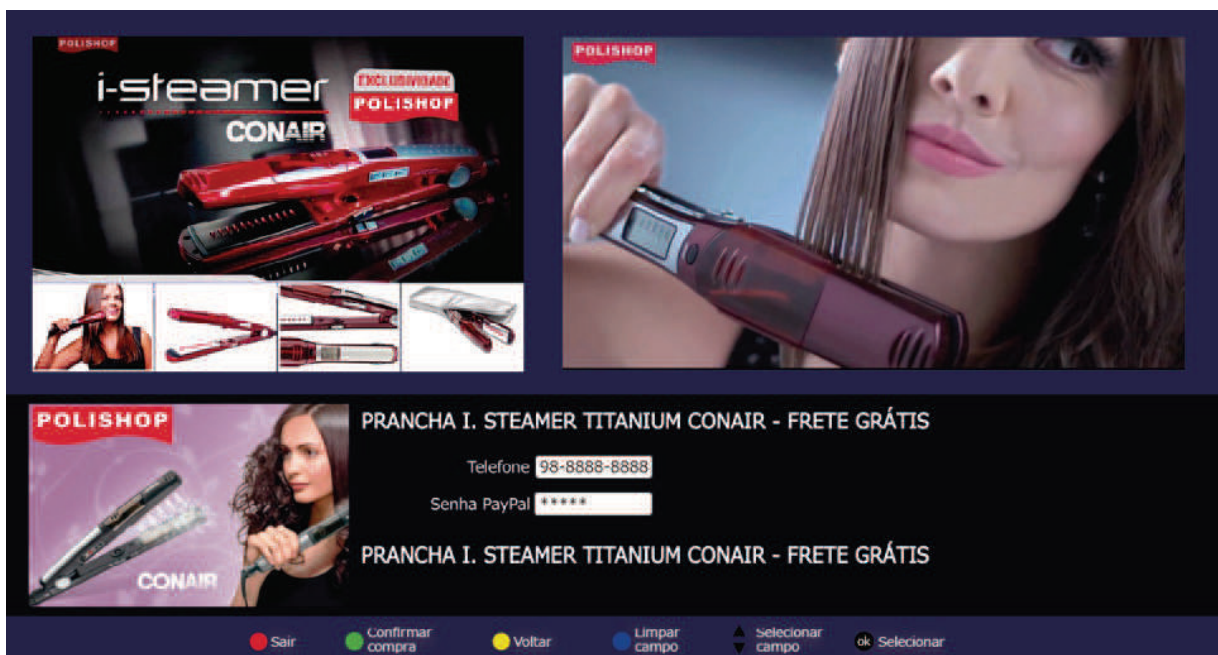 POLISHOP
i-steamer
EXCLUSIVIDADE
POLISHOP
CONAIR
POLISHOP
POLISHOP
CONAIR
PRANCHA I. STEAMER TITANIUM CONAIR - FRETE GRÁTIS
Telefone 98-8888-8888
Senha PayPal *****
PRANCHA I. STEAMER TITANIUM CONAIR - FRETE GRÁTIS
Sair
Confirmar
compra
Voltar
Limpar
campo
Selecionar
campo
ok Selecionar